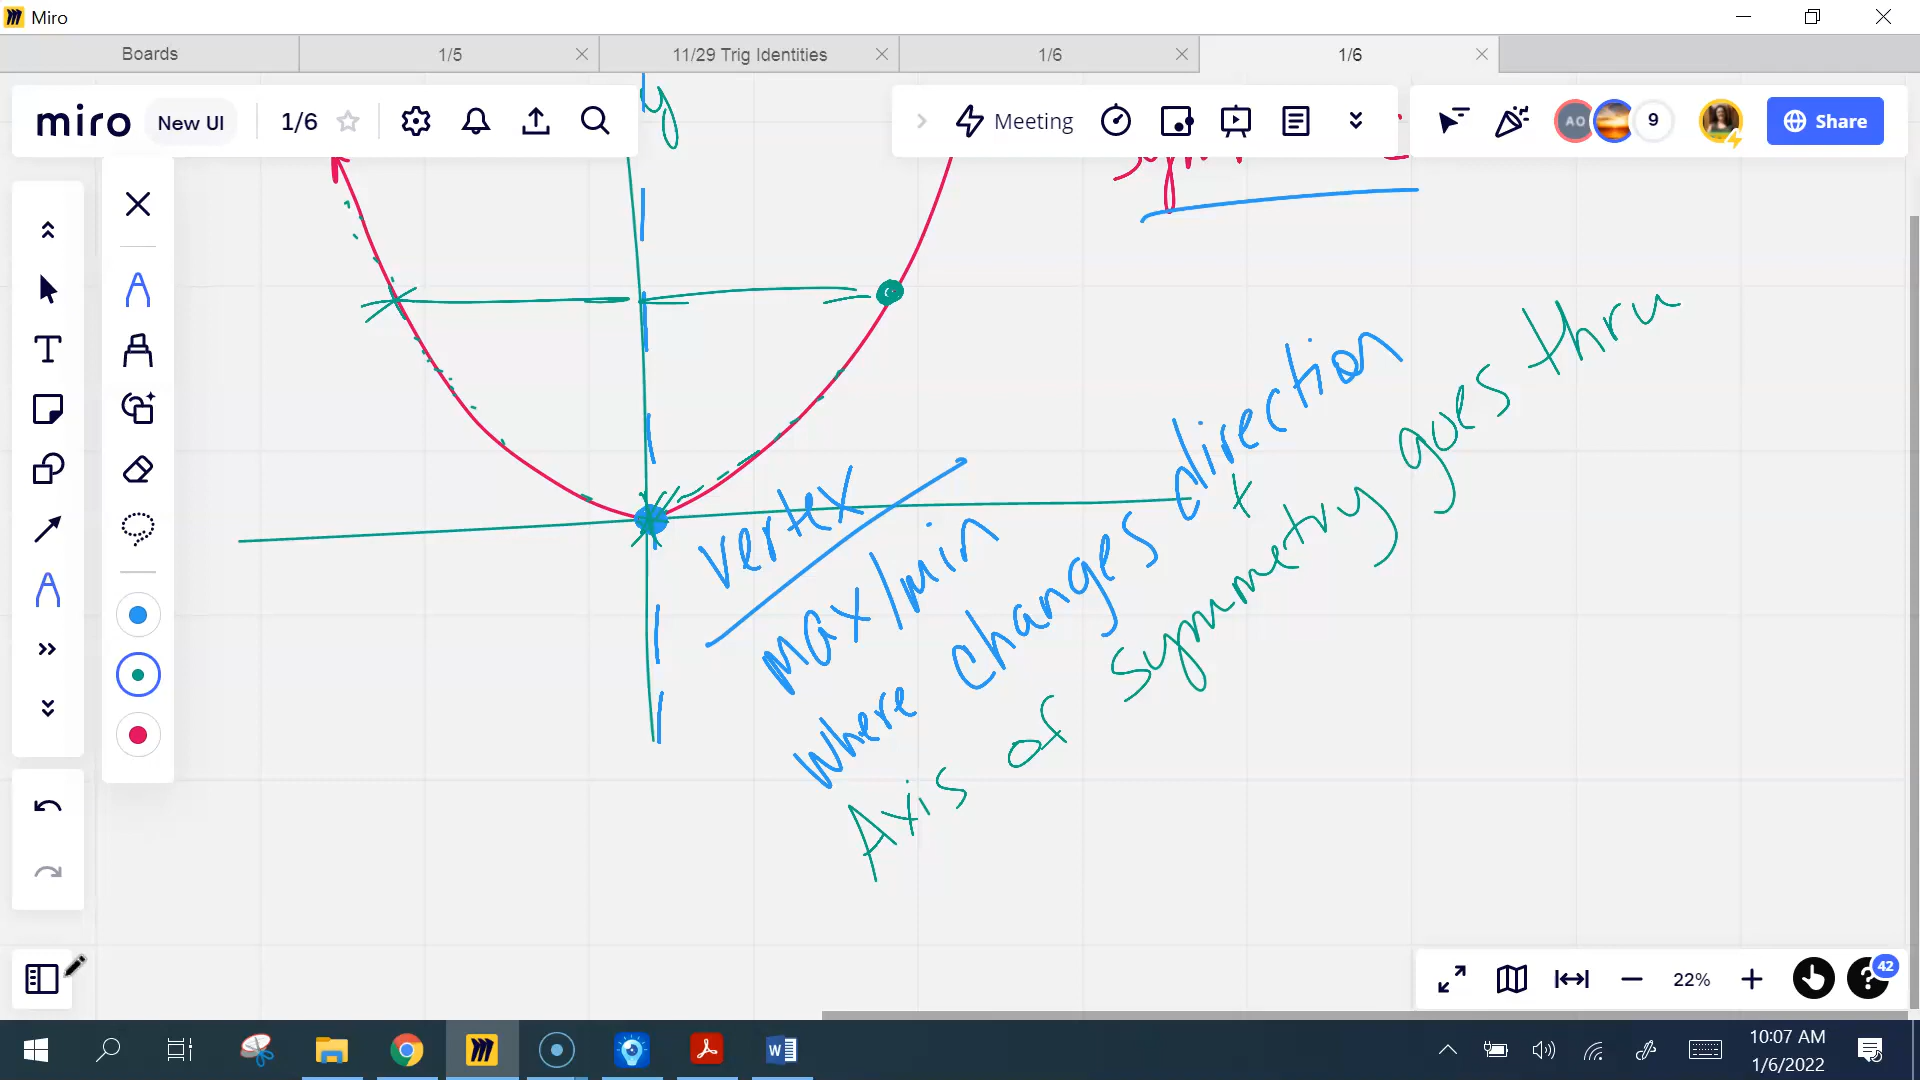 Miro
Boards
1/5
11/29 Trig Identities
1/6
1/6
miro
New UI
1/6
Meeting
AO
9
Share
y
x
vertex
max/min
where changes direction
Axis of symmetry goes thru
22%
42
10:07 AM
1/6/2022